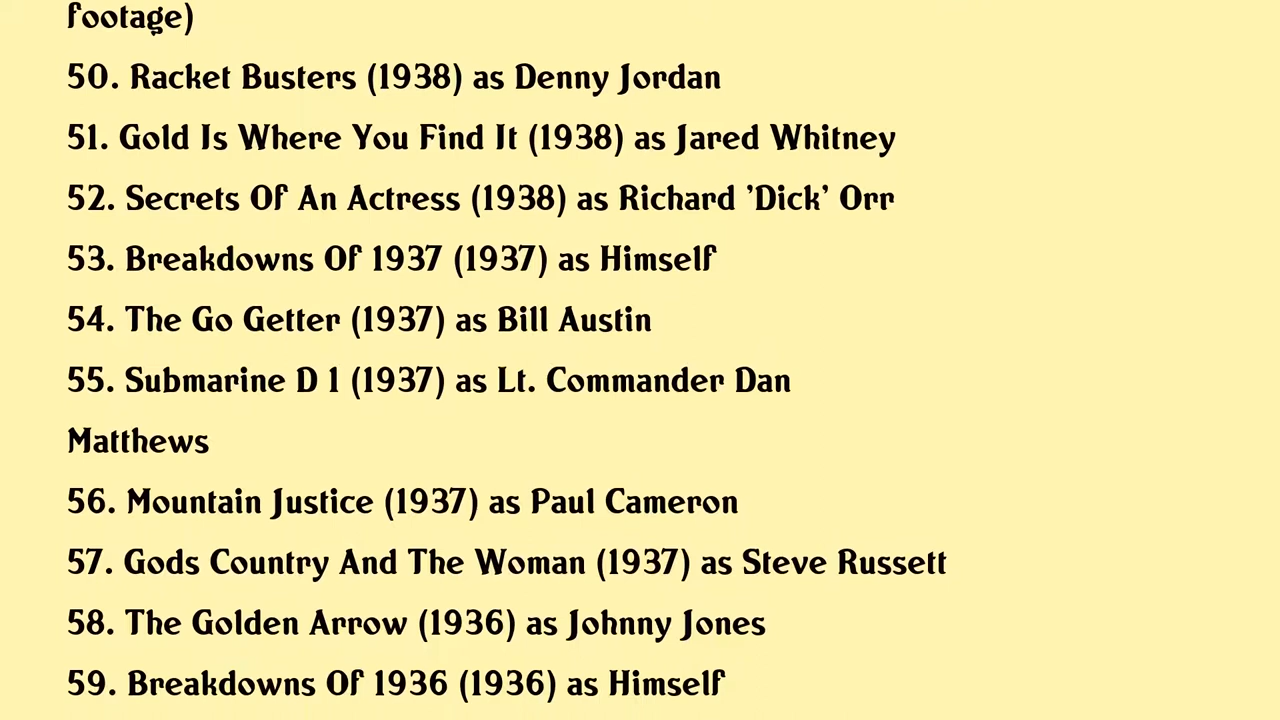 footage)
50. Racket Busters (1938) as Denny Jordan
51. Gold Is Where You Find It (1938) as Jared Whitney
52. Secrets Of An Actress (1938) as Richard 'Dick' Orr
53. Breakdowns Of 1937 (1937) as Himself
54. The Go Getter (1937) as Bill Austin
55. Submarine D 1 (1937) as Lt. Commander Dan
Matthews
56. Mountain Justice (1937) as Paul Cameron
57. Gods Country And The Woman (1937) as Steve Russett
58. The Golden Arrow (1936) as Johnny Jones
59. Breakdowns Of 1936 (1936) as Himself